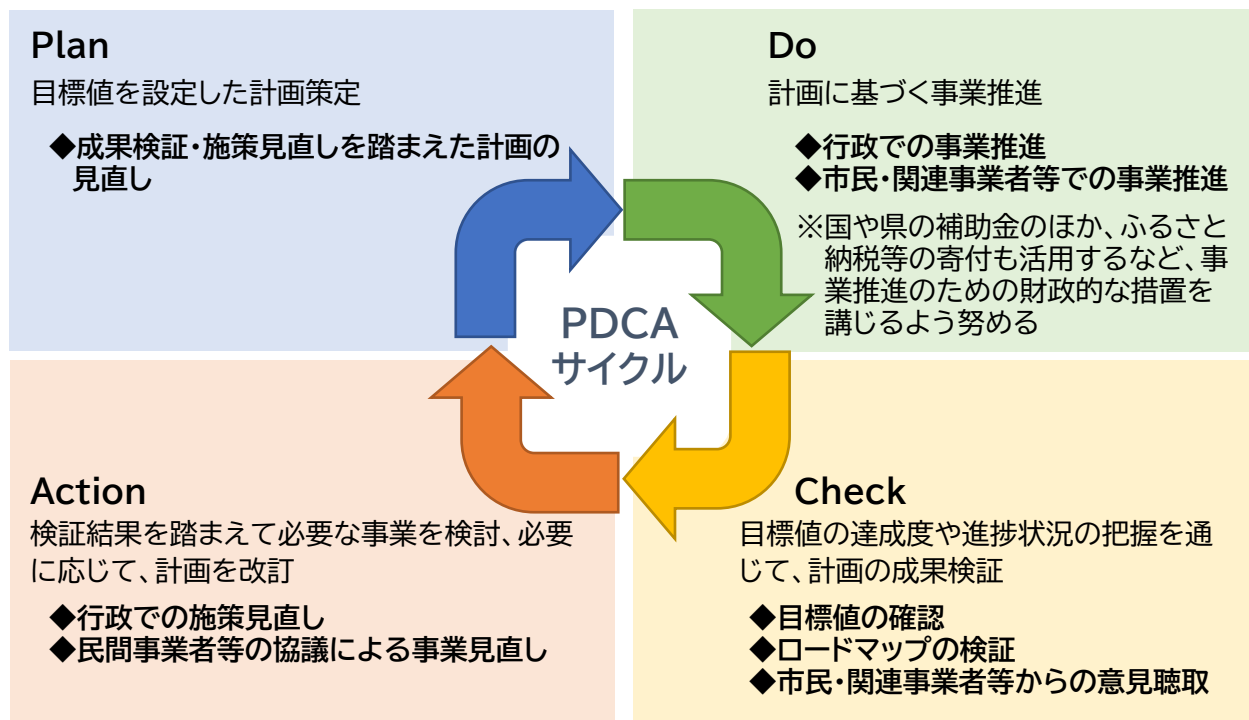 Plan
目標値を設定した計画策定
◆成果検証・施策見直しを踏まえた計画の
見直し
Do
計画に基づく事業推進
◆行政での事業推進
◆市民・関連事業者等での事業推進
※国や県の補助金のほか、ふるさと
納税等の寄付も活用するなど、事
業推進のための財政的な措置を
講じるよう努める
PDCA
サイクル
Action
検証結果を踏まえて必要な事業を検討、必要
に応じて、計画を改訂
◆行政での施策見直し
◆民間事業者等の協議による事業見直し
Check
目標値の達成度や進捗状況の把握を通
じて、計画の成果検証
◆目標値の確認
◆ロードマップの検証
◆市民・関連事業者等からの意見聴取